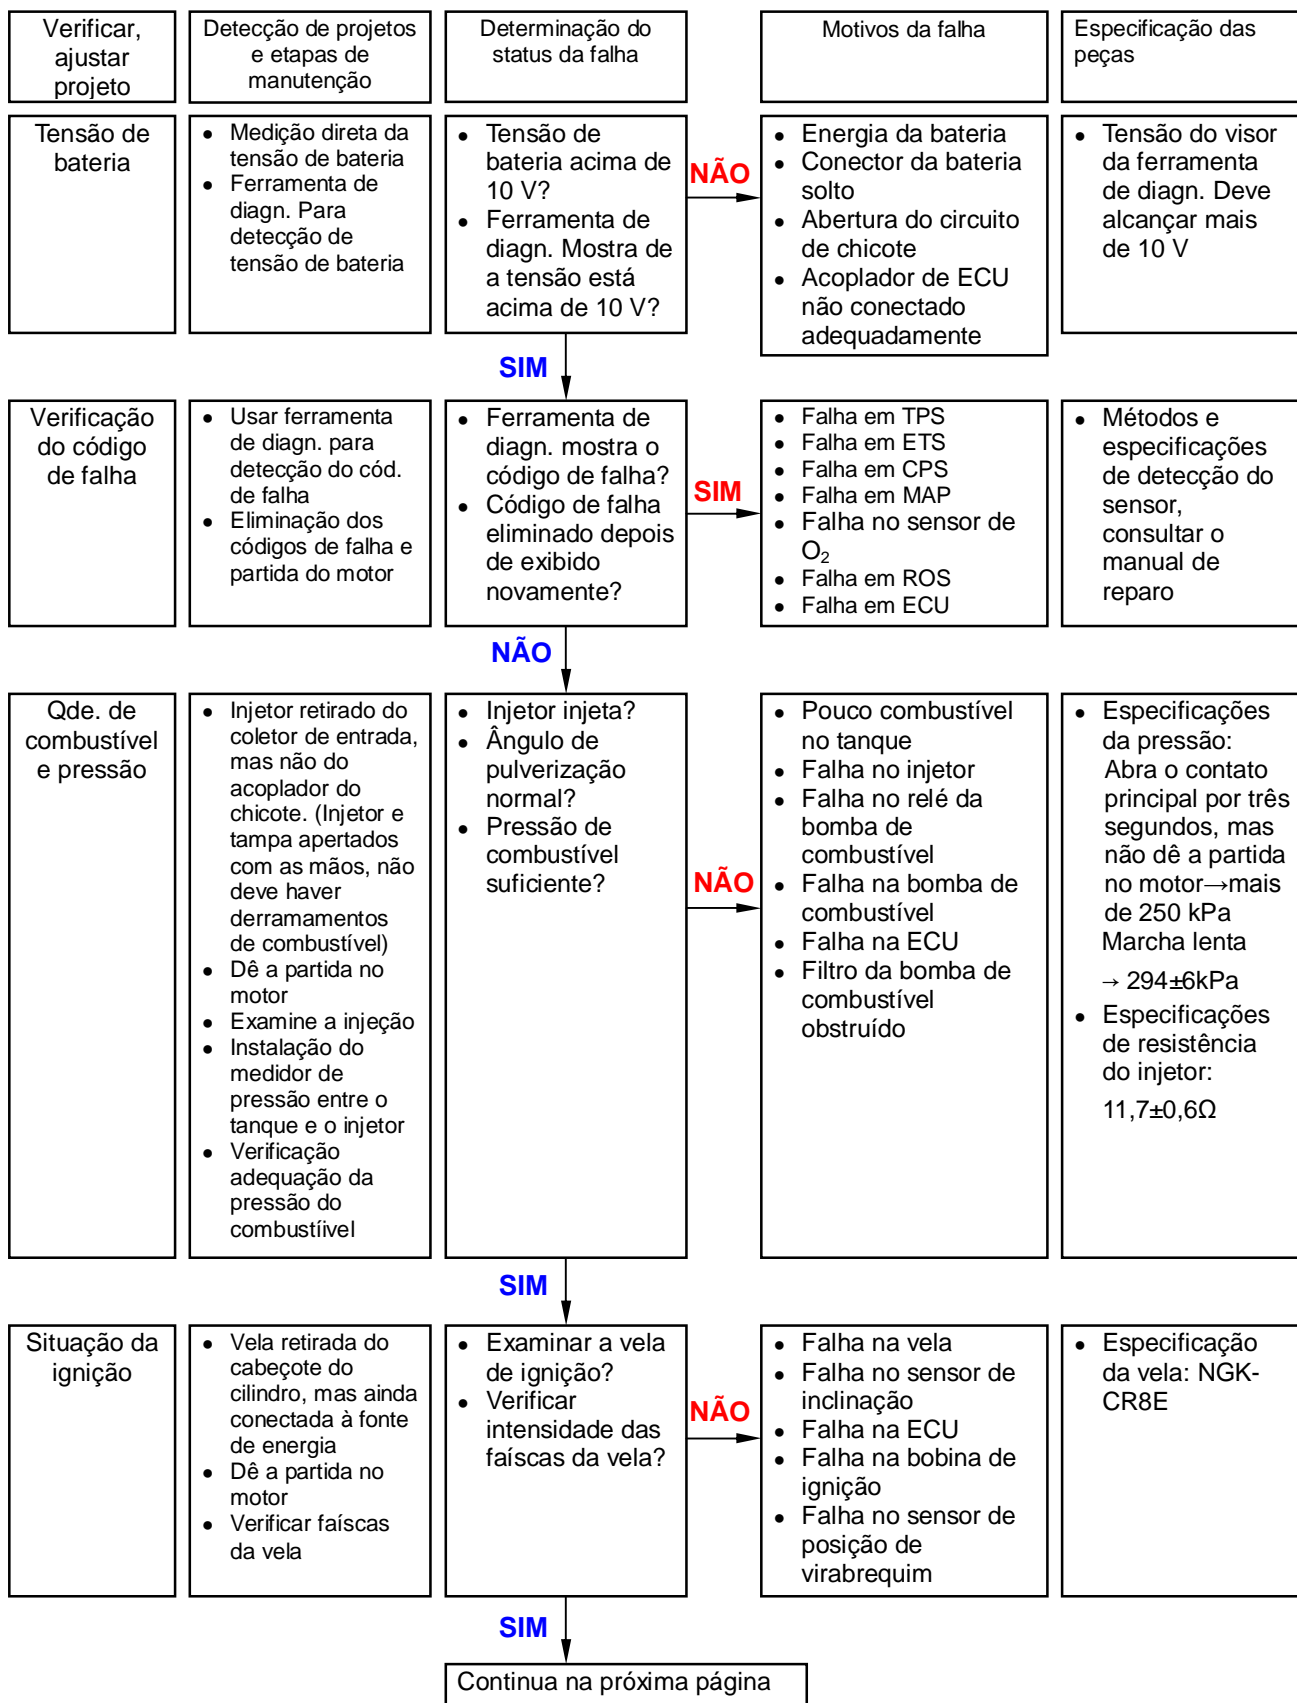 Verificar,
ajustar
projeto
Detecção de projetos
e etapas de
manutenção
Determinação do
status da falha
Motivos da falha
Especificação das
peças
Tensão de
bateria
● Medição direta da
tensão de bateria
● Ferramenta de
diagn. Para
detecção de
tensão de bateria
● Tensão de
bateria acima de
10 V?
● Ferramenta de
diagn. Mostra de
a tensão está
acima de 10 V?
NÃO
● Energia da bateria
● Conector da bateria
solto
● Abertura do circuito
de chicote
● Acoplador de ECU
não conectado
adequadamente
● Tensão do visor
da ferramenta
de diagn. Deve
alcançar mais
de 10 V
SIM
Verificação
do código
de falha
● Usar ferramenta
de diagn. para
detecção do cód.
de falha
● Eliminação dos
códigos de falha e
partida do motor
● Ferramenta de
diagn. mostra o
código de falha?
● Código de falha
eliminado depois
de exibido
novamente?
SIM
● Falha em TPS
● Falha em ETS
● Falha em CPS
● Falha em MAP
● Falha no sensor de
O₂
● Falha em ROS
● Falha em ECU
● Métodos e
especificações
de detecção do
sensor,
consultar o
manual de
reparo
NÃO
Qde. de
combustível
e pressão
● Injetor retirado do
coletor de entrada,
mas não do
acoplador do
chicote. (Injetor e
tampa apertados
com as mãos, não
deve haver
derramamentos
de combustível)
● Dê a partida no
motor
● Examine a injeção
● Instalação do
medidor de
pressão entre o
tanque e o injetor
● Verificação
adequação da
pressão do
combustíivel
● Injetor injeta?
● Ângulo de
pulverização
normal?
● Pressão de
combustível
suficiente?
NÃO
● Pouco combustível
no tanque
● Falha no injetor
● Falha no relé da
bomba de
combustível
● Falha na bomba de
combustível
● Falha na ECU
● Filtro da bomba de
combustível
obstruído
● Especificações
da pressão:
Abra o contato
principal por três
segundos, mas
não dê a partida
no motor→mais
de 250 kPa
Marcha lenta
→ 294±6kPa
● Especificações
de resistência
do injetor:
11,7±0,6Ω
SIM
Situação da
ignição
● Vela retirada do
cabeçote do
cilindro, mas ainda
conectada à fonte
de energia
● Dê a partida no
motor
● Verificar faíscas
da vela
● Examinar a vela
de ignição?
● Verificar
intensidade das
faíscas da vela?
NÃO
● Falha na vela
● Falha no sensor de
inclinação
● Falha na ECU
● Falha na bobina de
ignição
● Falha no sensor de
posição de
virabrequim
● Especificação
da vela: NGK-
CR8E
SIM
Continua na próxima página